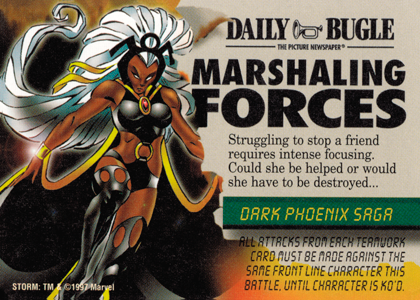 DAILY BUGLE
THE PICTURE NEWSPAPER®
MARSHALING
FORCES
Struggling to stop a friend
requires intense focusing.
Could she be helped or would
she have to be destroyed...
DARK PHOENIX SAGA
ALL ATTACKS FROM EACH TEAMWORK
CARD MUST BE MADE AGAINST THE
SAME FRONT LINE CHARACTER THIS
BATTLE, UNTIL CHARACTER IS KO'D.
STORM: TM & ©1997 Marvel